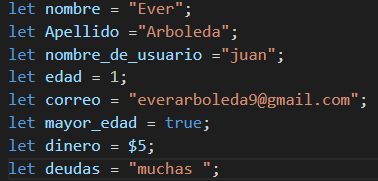 let nombre = "Ever";
let Apellido ="Arboleda";
let nombre_de_usuario ="juan";
let edad = 1;
let correo = "everarboleda9@gmail.com";
let mayor_edad = true;
let dinero = $5;
let deudas = "muchas ";